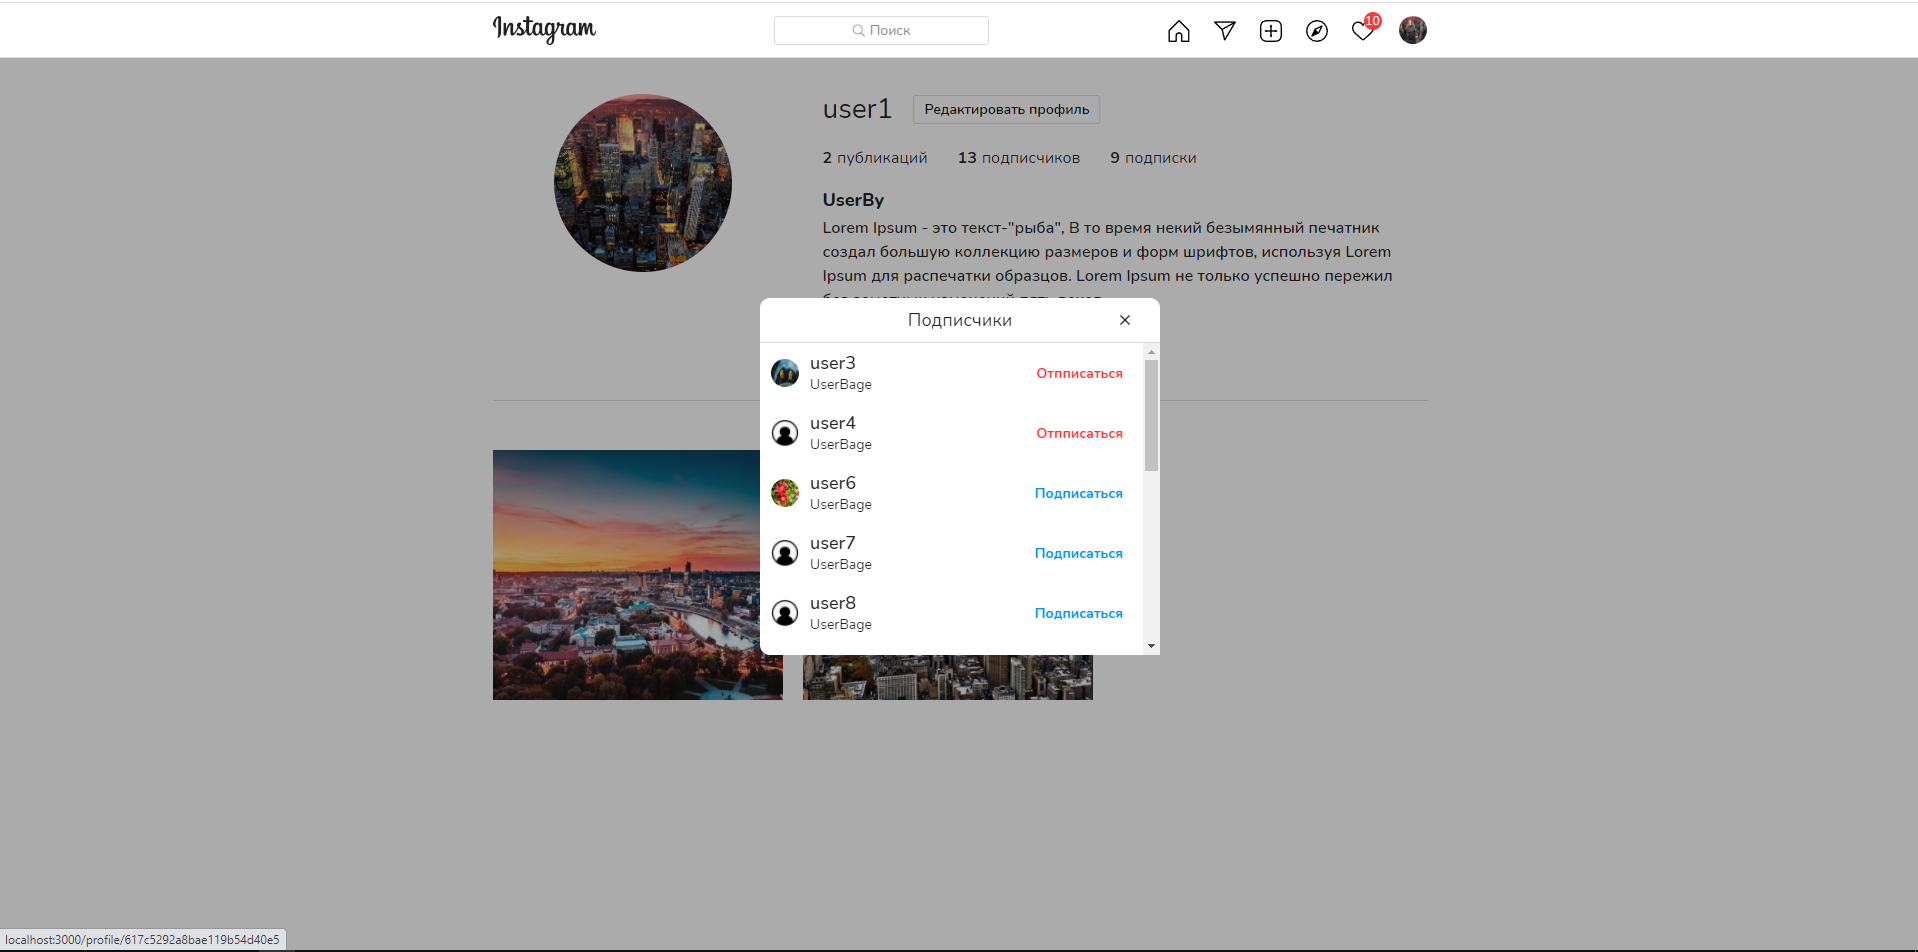 Instagram
Поиск
10
user1
Редактировать профиль
2 публикаций 13 подписчиков 9 подписки
UserBy
Lorem Ipsum - это текст-"рыба", В то время некий безымянный печатник
создал большую коллекцию размеров и форм шрифтов, используя Lorem
Ipsum для распечатки образцов. Lorem Ipsum не только успешно пережил
Подписчики
user3
UserBage
Отпписаться
user4
UserBage
Отпписаться
user6
UserBage
Подписаться
user7
UserBage
Подписаться
user8
UserBage
Подписаться
localhost:3000/profile/617c5292a8bae119b54d40e5